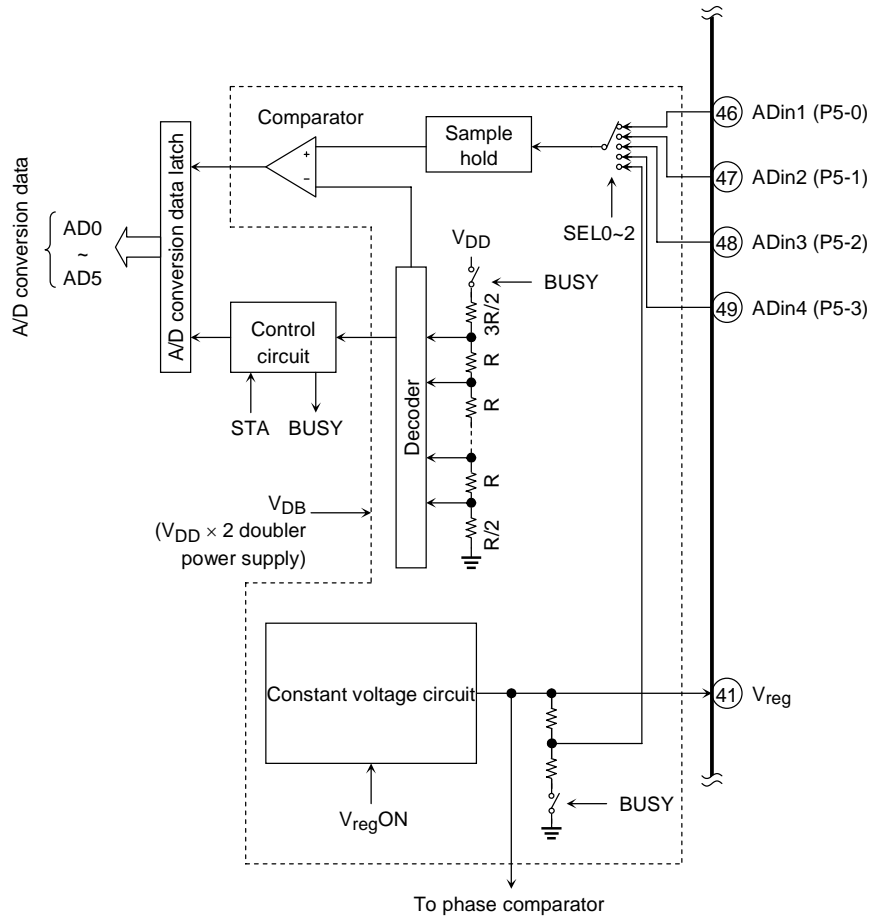 Comparator
Sample
hold
46 ADin1 (P5-0)
47 ADin2 (P5-1)
48 ADin3 (P5-2)
49 ADin4 (P5-3)
SEL0~2
A/D conversion data
AD0
~
AD5
A/D conversion data latch
VDD
BUSY
3R/2
R
R
R
R/2
Decoder
Control
circuit
STA
BUSY
VDB
(VDD × 2 doubler
power supply)
Constant voltage circuit
41 Vreg
VregON
BUSY
To phase comparator
+
−